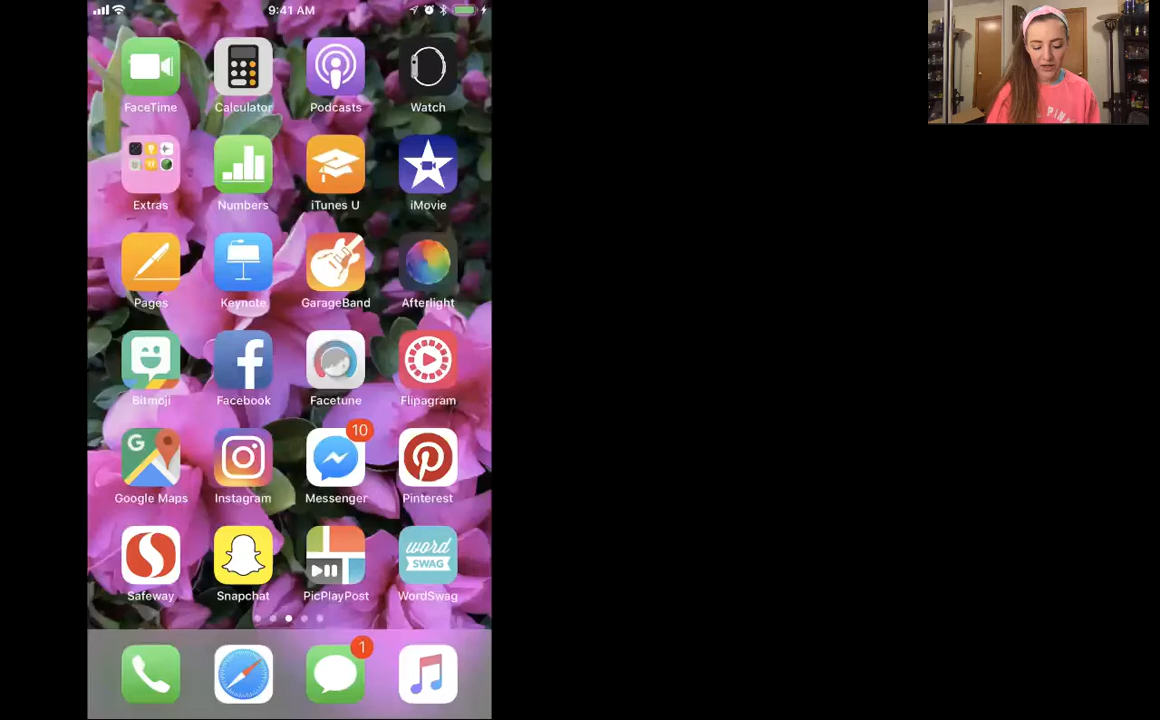 9:41 AM
FaceTime Calculator Podcasts Watch
Extras Numbers iTunes U iMovie
Pages Keynote GarageBand Afterlight
Bitmoji Facebook Facetune Flipagram
10
G
Google Maps Instagram Messenger Pinterest
word
SWAG
Safeway Snapchat PicPlayPost WordSwag
1
PINK